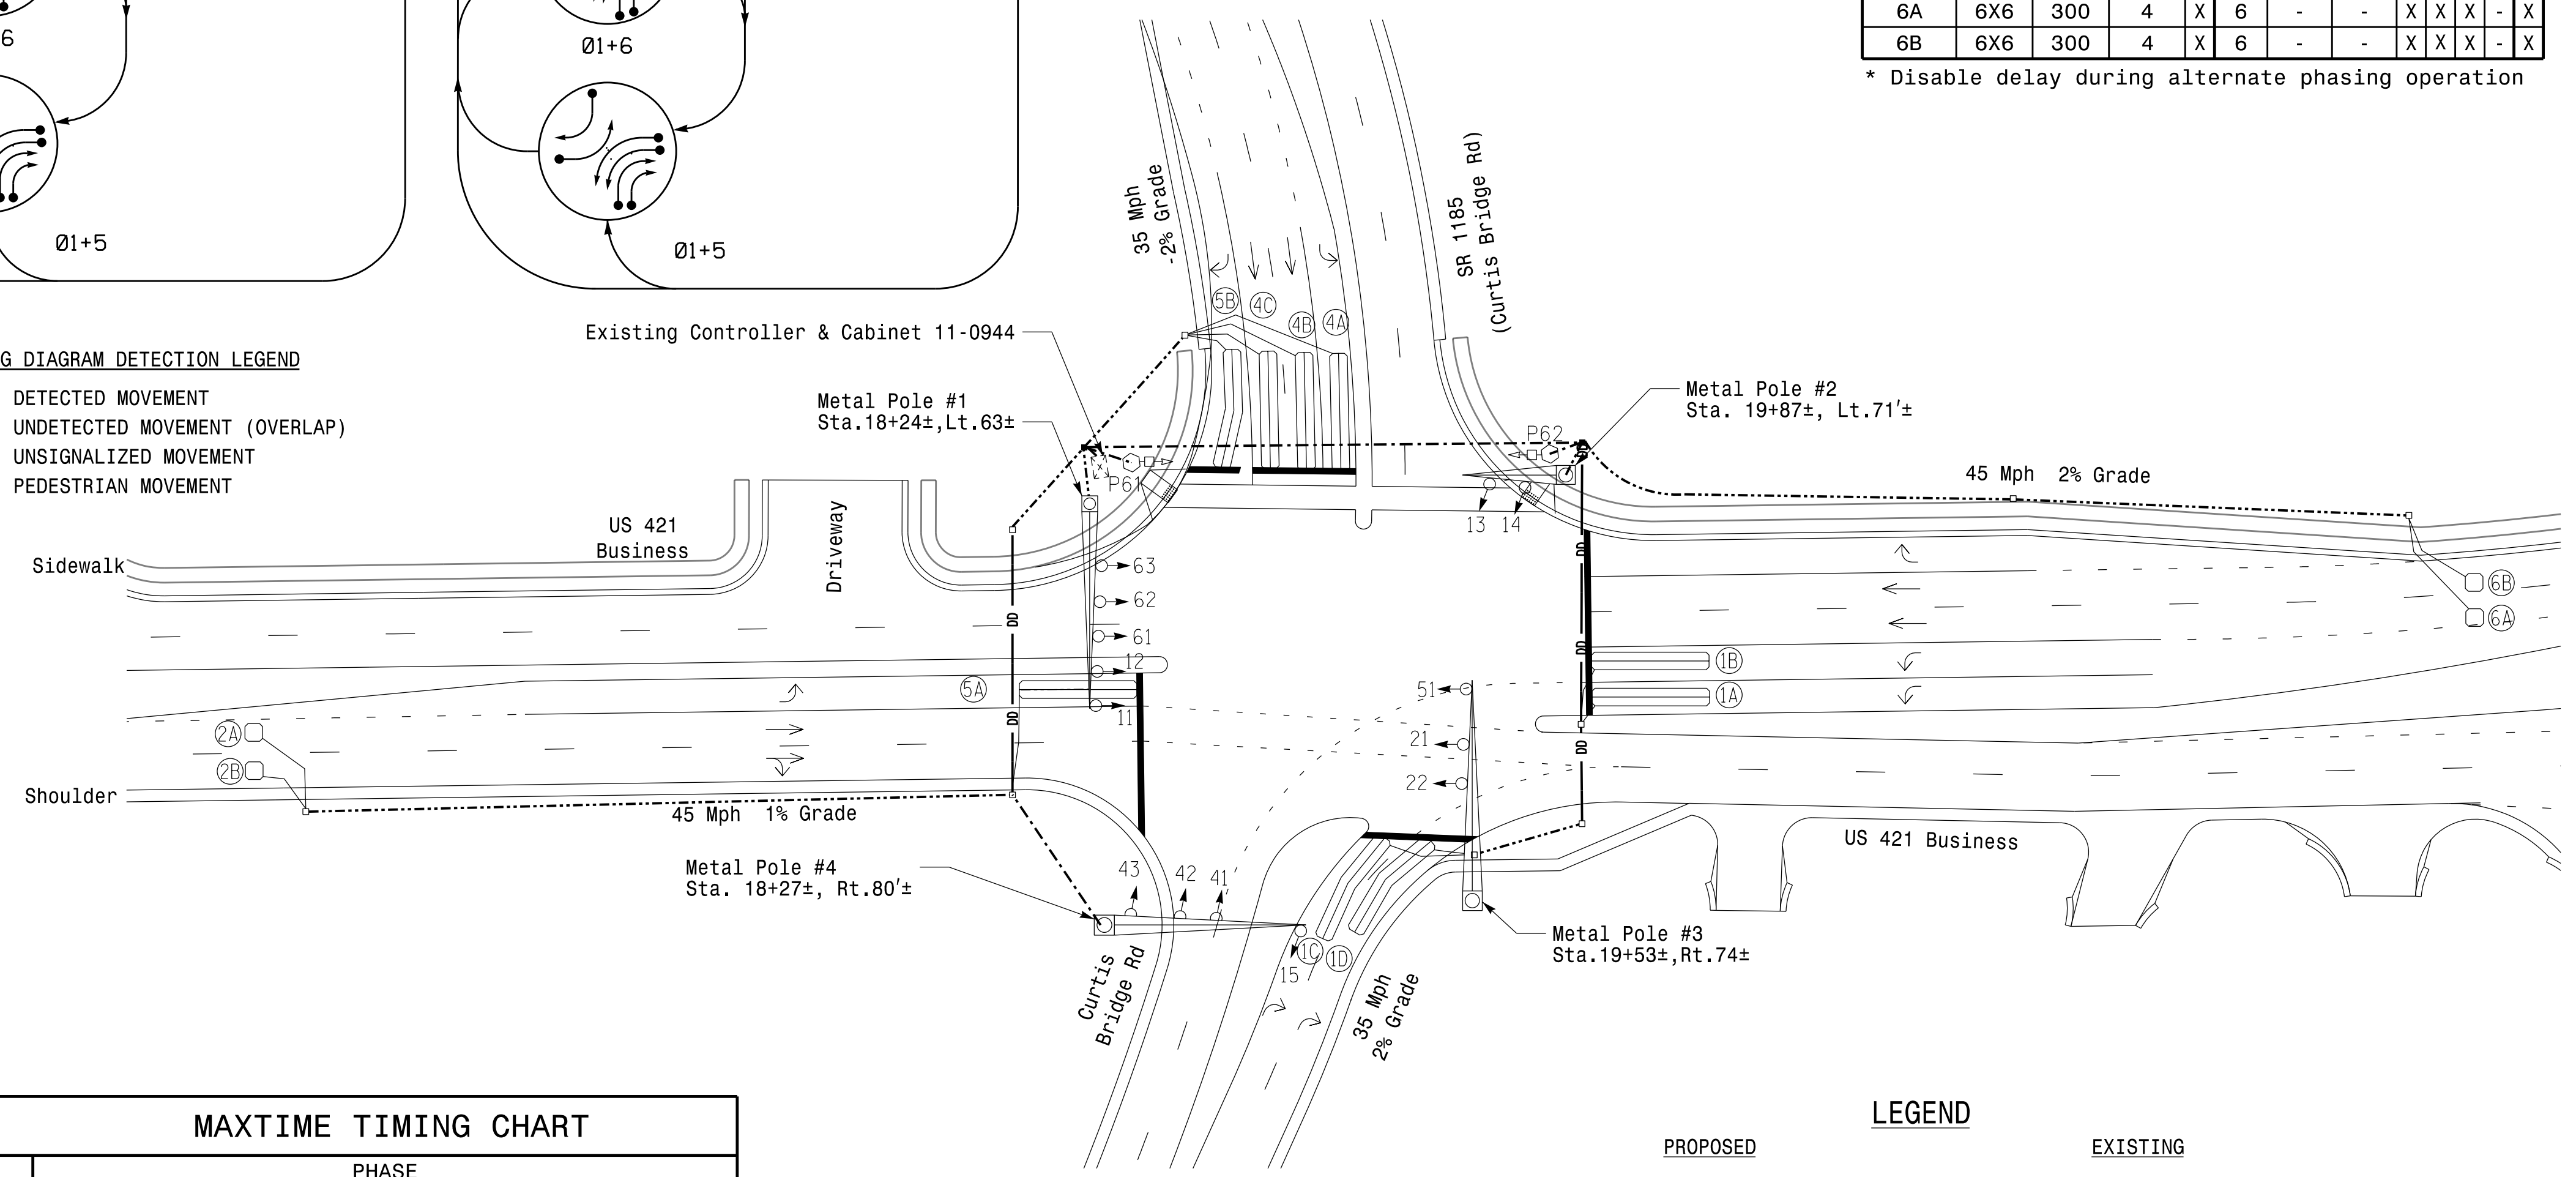 6A 6X6 300 4 X 6 - - X X X - X
6B 6X6 300 4 X 6 - - X X X - X
* Disable delay during alternate phasing operation
6
Ø1+6
Ø1+5
Ø1+5
35 Mph
-2% Grade
SR 1185
(Curtis Bridge Rd)
5B
4C
4B
4A
Existing Controller & Cabinet 11-0944
G DIAGRAM DETECTION LEGEND
DETECTED MOVEMENT
UNDETECTED MOVEMENT (OVERLAP)
UNSIGNALIZED MOVEMENT
PEDESTRIAN MOVEMENT
Metal Pole #1
Sta.18+24±,Lt.63±
Metal Pole #2
Sta. 19+87±, Lt.71'±
P61
P62
13
14
45 Mph 2% Grade
US 421
Business
Driveway
Sidewalk
63
62
61
12
11
DD
DD
DD
DD
DD
DD
5A
51
21
22
1B
1A
6B
6A
2A
2B
Shoulder
45 Mph 1% Grade
US 421 Business
Metal Pole #4
Sta. 18+27±, Rt.80'±
43
42
41
15
1C
1D
Metal Pole #3
Sta.19+53±,Rt.74±
Curtis
Bridge Rd
35 Mph
2% Grade
MAXTIME TIMING CHART
PHASE
LEGEND
PROPOSED
EXISTING